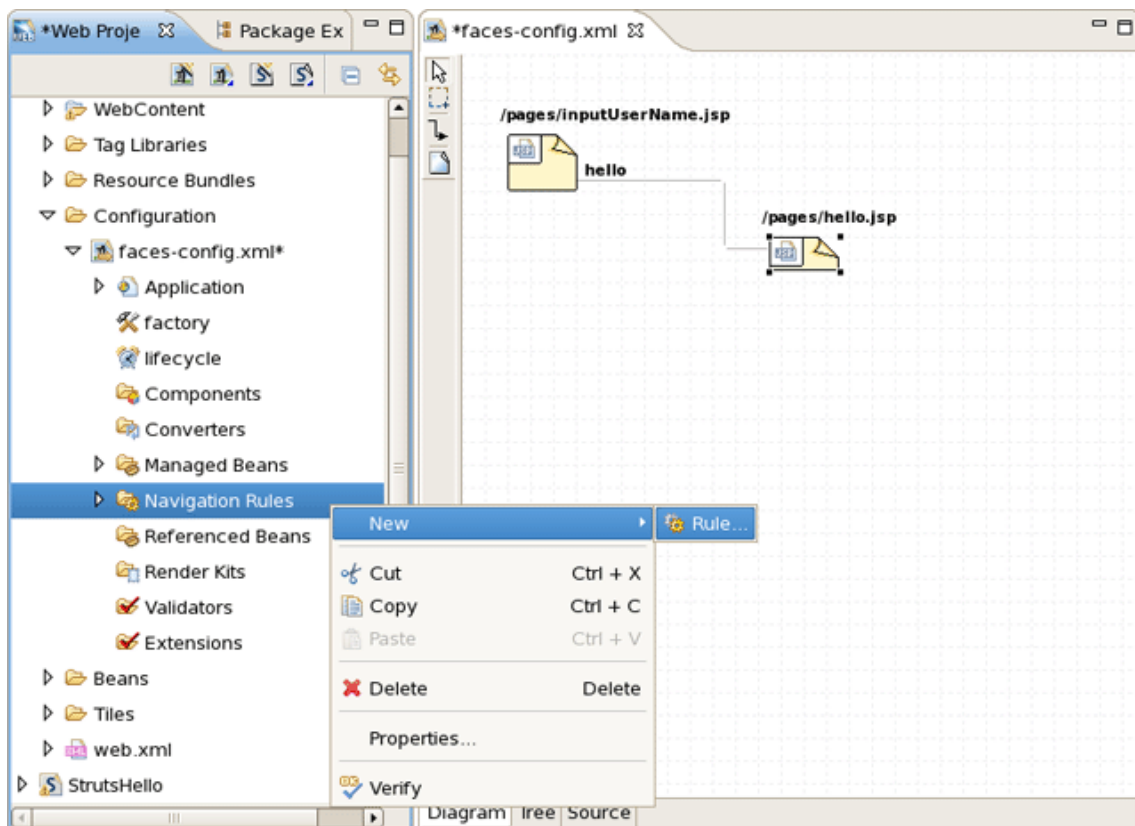 *Web Proje
Package Ex
WebContent
Tag Libraries
Resource Bundles
Configuration
faces-config.xml*
Application
factory
lifecycle
Components
Converters
Managed Beans
Navigation Rules
Referenced Beans
Render Kits
Validators
Extensions
Beans
Tiles
web.xml
StrutsHello
*faces-config.xml
/pages/inputUserName.jsp
hello
/pages/hello.jsp
New
Rule...
Cut Ctrl + X
Copy Ctrl + C
Paste Ctrl + V
Delete Delete
Properties...
Verify
Diagram Tree Source